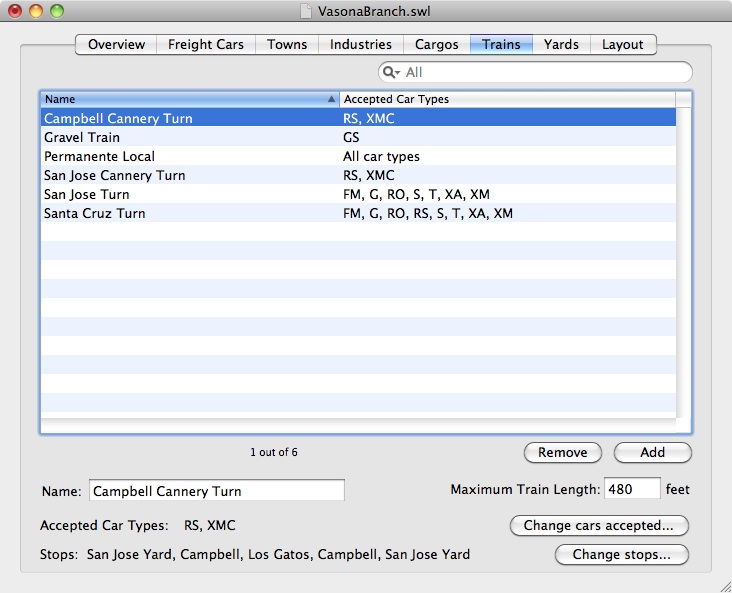 VasonaBranch.swl
Overview Freight Cars Towns Industries Cargos Trains Yards Layout
All
Name Accepted Car Types
Campbell Cannery Turn RS, XMC
Gravel Train GS
Permanente Local All car types
San Jose Cannery Turn RS, XMC
San Jose Turn FM, G, RO, S, T, XA, XM
Santa Cruz Turn FM, G, RO, RS, S, T, XA, XM
1 out of 6 Remove Add
Name: Campbell Cannery Turn Maximum Train Length: 480 feet
Accepted Car Types: RS, XMC Change cars accepted...
Stops: San Jose Yard, Campbell, Los Gatos, Campbell, San Jose Yard Change stops...